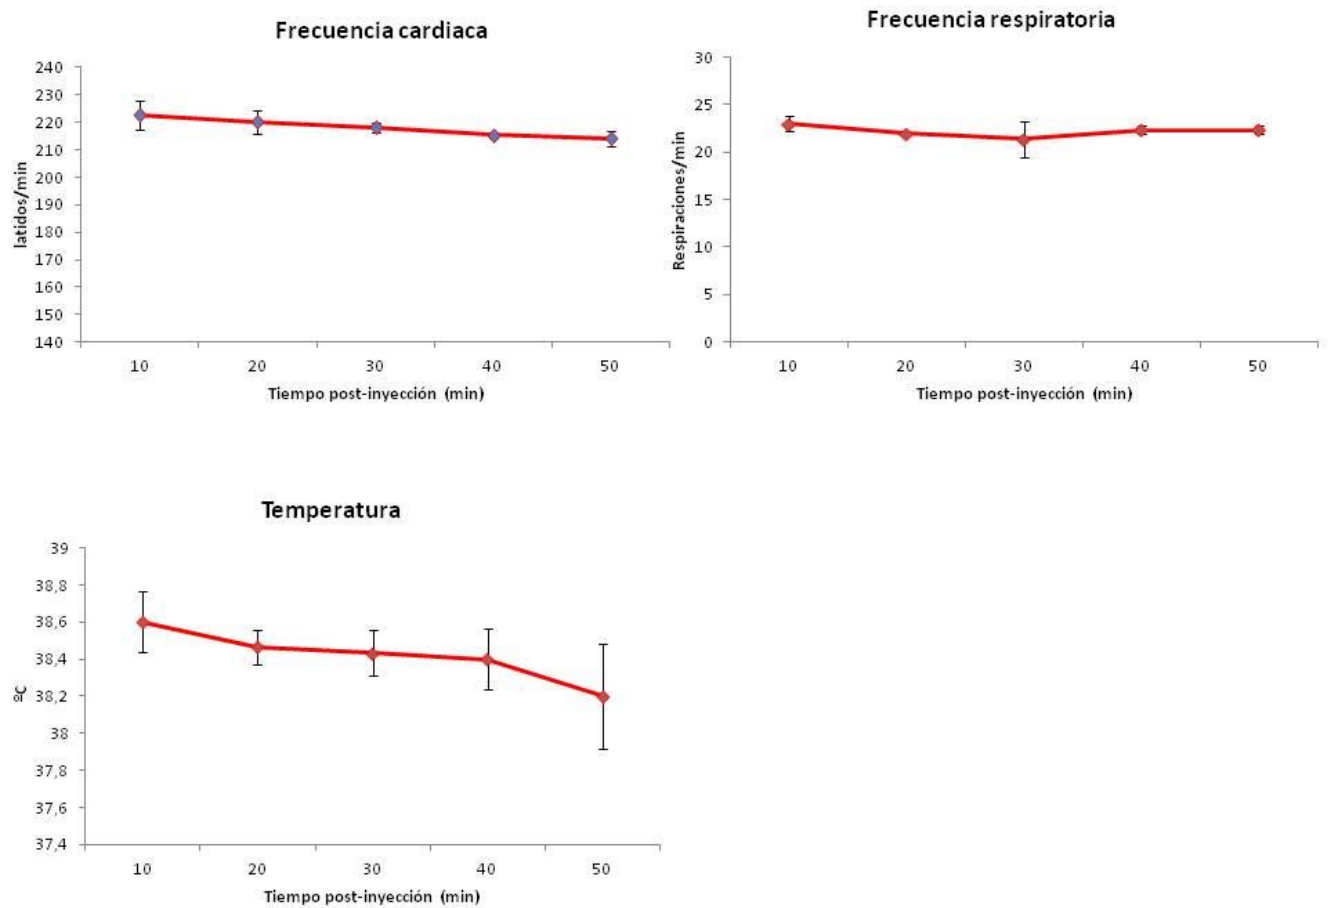 Frecuencia cardiaca
240
230
220
210
200
190
180
170
160
150
140
latidos/min
10 20 30 40 50
Tiempo post-inyección (min)
Frecuencia respiratoria
30
25
20
15
10
5
0
Respiraciones/min
10 20 30 40 50
Tiempo post-inyección (min)
Temperatura
39
38,8
38,6
38,4
38,2
38
37,8
37,6
37,4
ºC
10 20 30 40 50
Tiempo post-inyección (min)